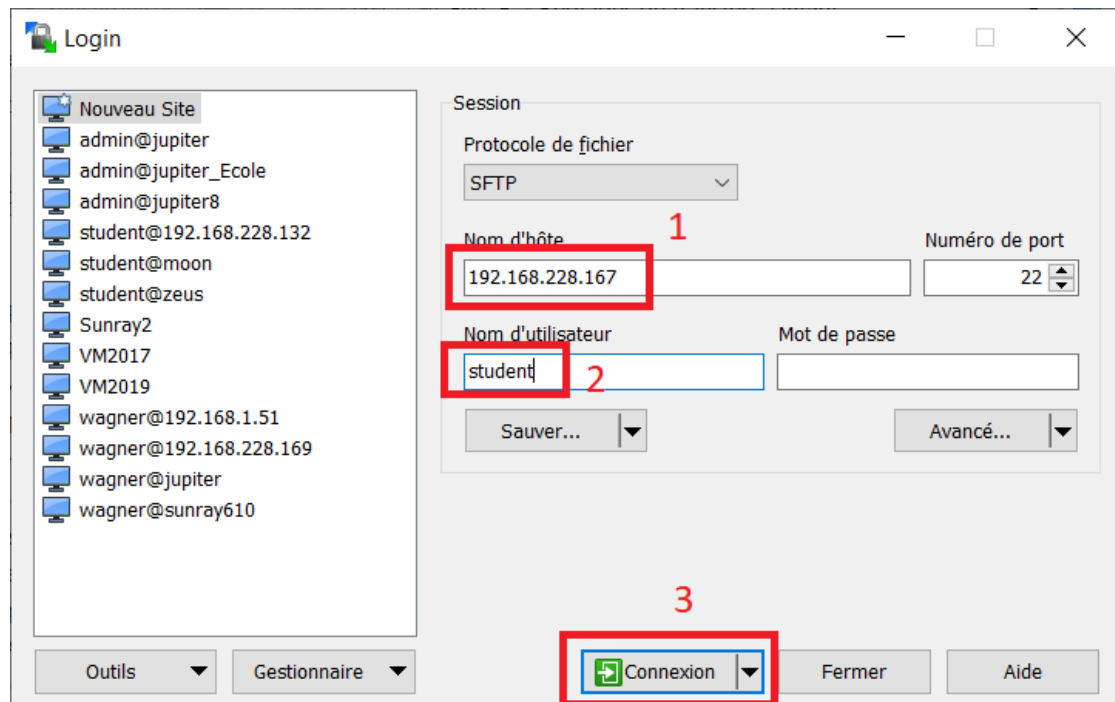 Login
Nouveau Site
admin@jupiter
admin@jupiter_Ecole
admin@jupiter8
student@192.168.228.132
student@moon
student@zeus
Sunray2
VM2017
VM2019
wagner@192.168.1.51
wagner@192.168.228.169
wagner@jupiter
wagner@sunray610
Session
Protocole de fichier
SFTP
1
Nom d'hôte Numéro de port
192.168.228.167 22
Nom d'utilisateur Mot de passe
student 2
Sauver... Avancé...
3
Outils Gestionnaire Connexion Fermer Aide